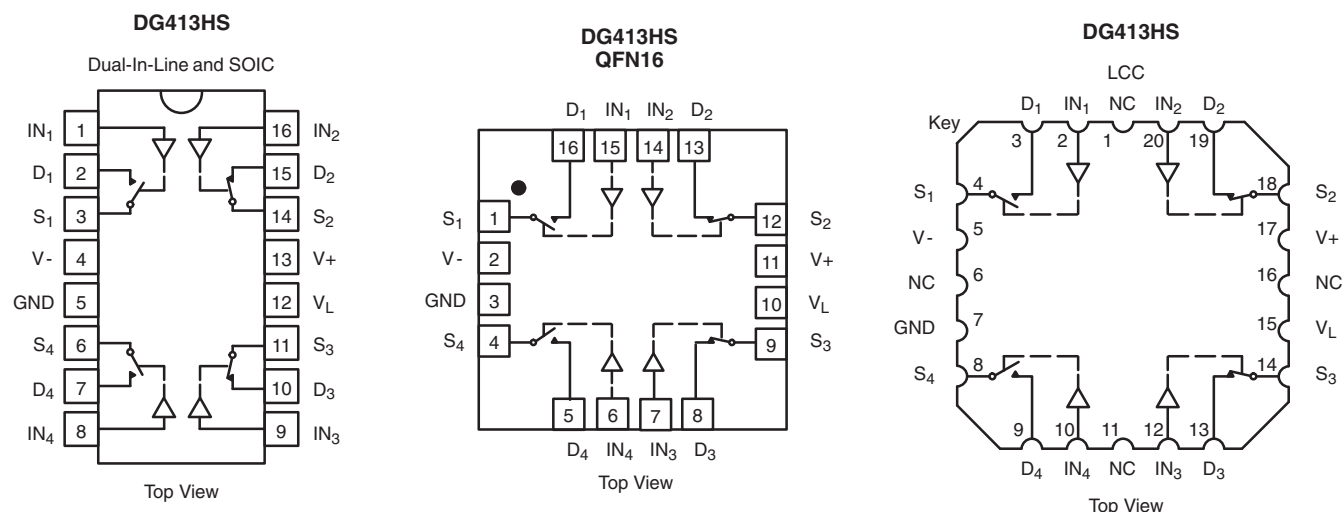 DG413HS
Dual-In-Line and SOIC
IN1 1 16 IN2
D1 2 15 D2
S1 3 14 S2
V- 4 13 V+
GND 5 12 VL
S4 6 11 S3
D4 7 10 D3
IN4 8 9 IN3
Top View
DG413HS
QFN16
D1 IN1 IN2 D2
16 15 14 13
S1 1 12 S2
V- 2 11 V+
GND 3 10 VL
S4 4 9 S3
5 6 7 8
D4 IN4 IN3 D3
Top View
DG413HS
LCC
D1 IN1 NC IN2 D2
Key
3 2 1 20 19
S1 4 18 S2
V- 5 17 V+
NC 6 16 NC
GND 7 15 VL
S4 8 14 S3
9 10 11 12 13
D4 IN4 NC IN3 D3
Top View